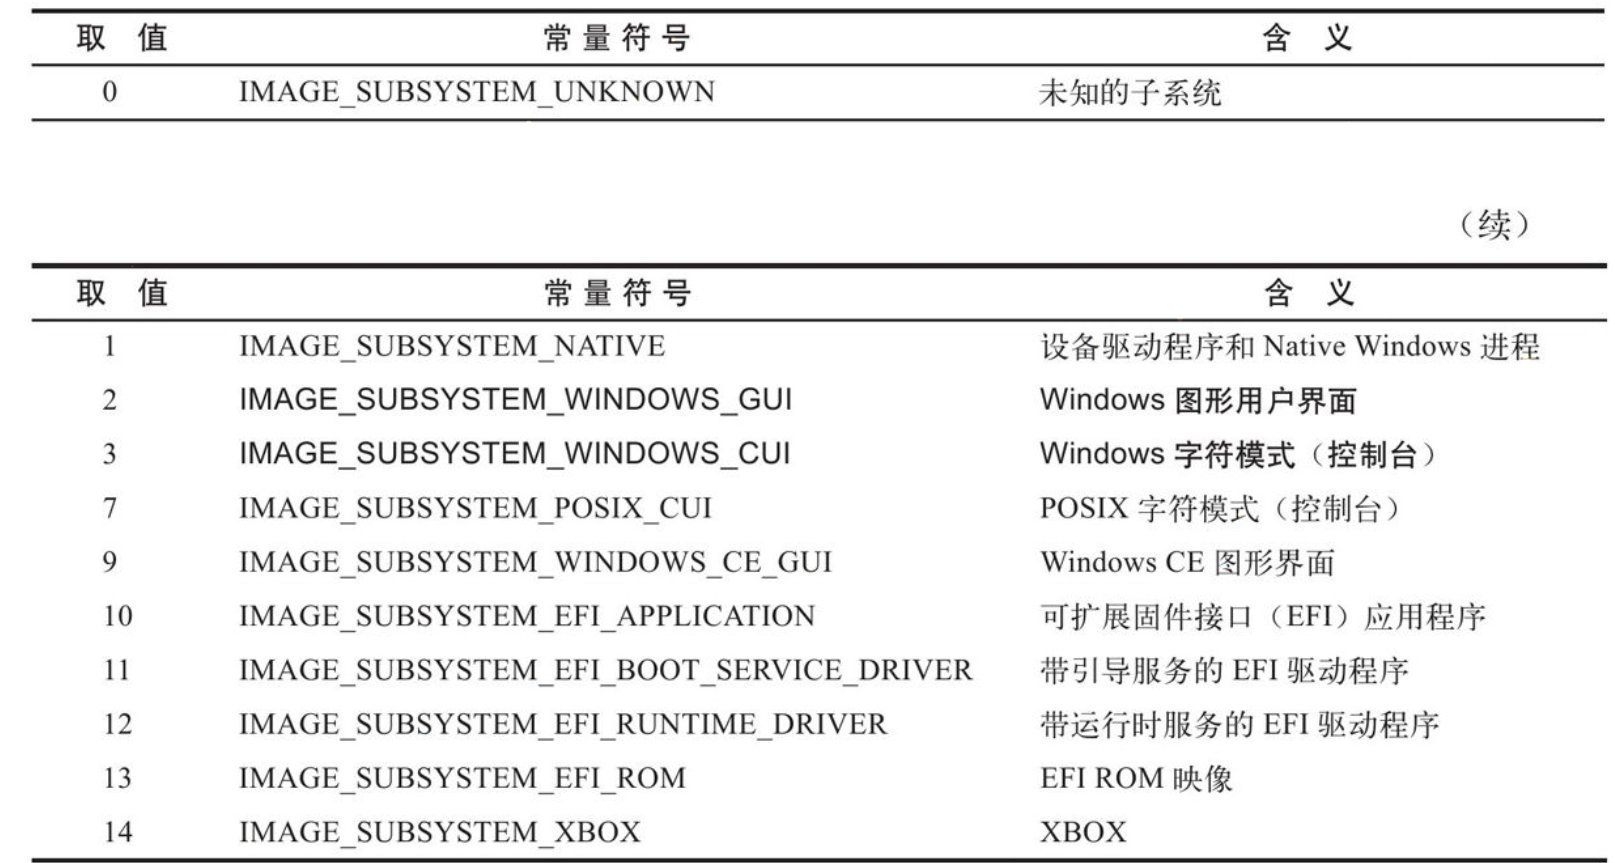 取 值 常量符号 含 义
0 IMAGE_SUBSYSTEM_UNKNOWN 未知的子系统
（续）
取 值 常量符号 含 义
1 IMAGE_SUBSYSTEM_NATIVE 设备驱动程序和 Native Windows 进程
2 IMAGE_SUBSYSTEM_WINDOWS_GUI Windows 图形用户界面
3 IMAGE_SUBSYSTEM_WINDOWS_CUI Windows 字符模式（控制台）
7 IMAGE_SUBSYSTEM_POSIX_CUI POSIX 字符模式（控制台）
9 IMAGE_SUBSYSTEM_WINDOWS_CE_GUI Windows CE 图形界面
10 IMAGE_SUBSYSTEM_EFI_APPLICATION 可扩展固件接口（EFI）应用程序
11 IMAGE_SUBSYSTEM_EFI_BOOT_SERVICE_DRIVER 带引导服务的 EFI 驱动程序
12 IMAGE_SUBSYSTEM_EFI_RUNTIME_DRIVER 带运行时服务的 EFI 驱动程序
13 IMAGE_SUBSYSTEM_EFI_ROM EFI ROM 映像
14 IMAGE_SUBSYSTEM_XBOX XBOX